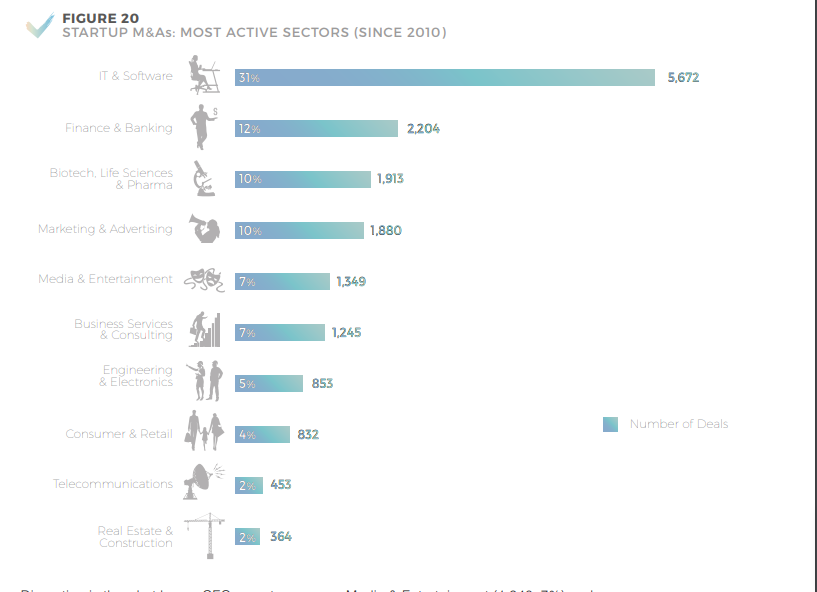 FIGURE 20
STARTUP M&As: MOST ACTIVE SECTORS (SINCE 2010)
IT & Software 31% 5,672
Finance & Banking 12% 2,204
Biotech, Life Sciences
& Pharma 10% 1,913
Marketing & Advertising 10% 1,880
Media & Entertainment 7% 1,349
Business Services
& Consulting 7% 1,245
Engineering
& Electronics 5% 853
Consumer & Retail 4% 832
Number of Deals
Telecommunications 2% 453
Real Estate &
Construction 2% 364